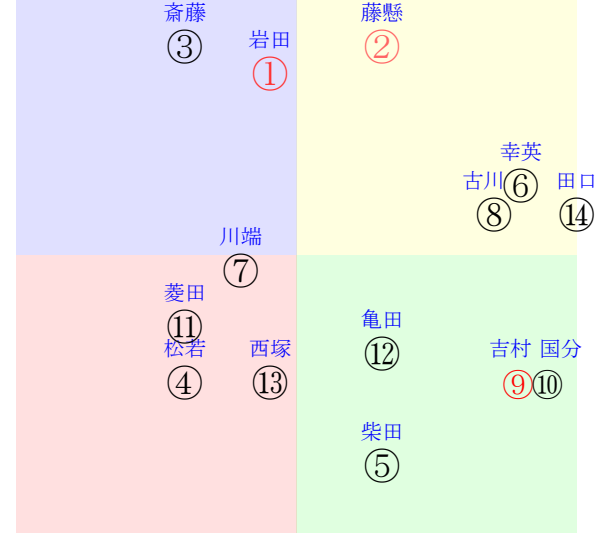 斎藤
③
岩田
①
藤懸
②
幸英
⑥
古川
⑧
田口
⑭
川端
⑦
菱田
⑪
松若
④
西塚
⑬
亀田
⑫
吉村
⑨
国分
⑩
柴田
⑤